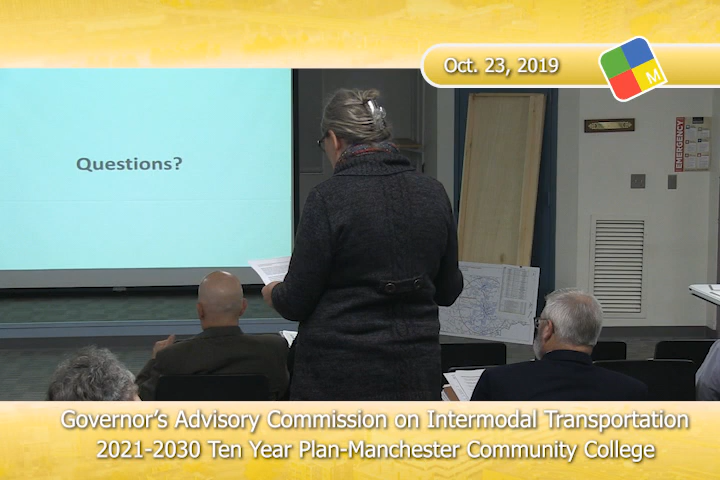 Oct. 23, 2019
M
Questions?
EMERGENCY
Governor's Advisory Commission on Intermodal Transportation
2021-2030 Ten Year Plan-Manchester Community College